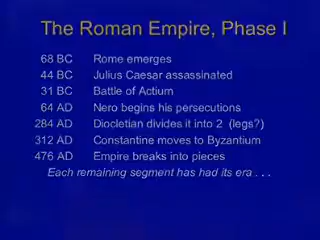 The Roman Empire, Phase I
68 BC Rome emerges
44 BC Julius Caesar assassinated
31 BC Battle of Actium
64 AD Nero begins his persecutions
284 AD Diocletian divides it into 2 (legs?)
312 AD Constantine moves to Byzantium
476 AD Empire breaks into pieces
Each remaining segment has had its era . . .